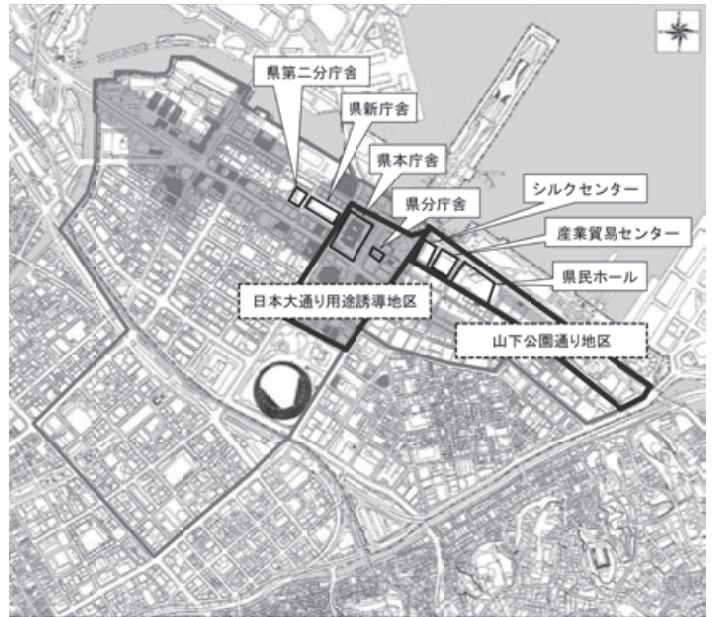 県第二分庁舎
県新庁舎
県本庁舎
県分庁舎
シルクセンター
産業貿易センター
県民ホール
日本大通り用途誘導地区
山下公園通り地区